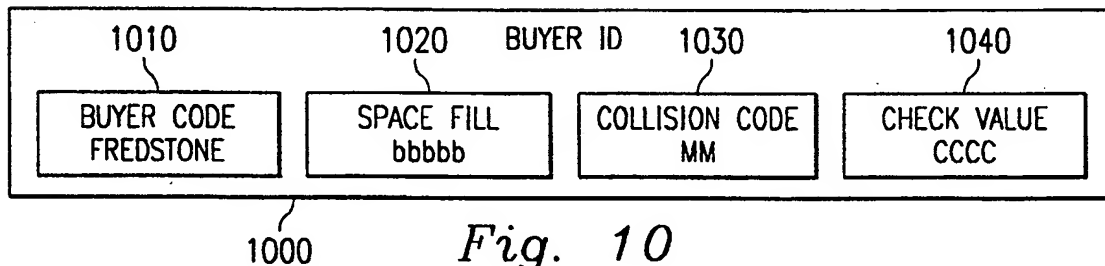 1010 1020 BUYER ID 1030 1040
BUYER CODE SPACE FILL COLLISION CODE CHECK VALUE
FREDSTONE bbbbb MM CCCC
1000 Fig. 10